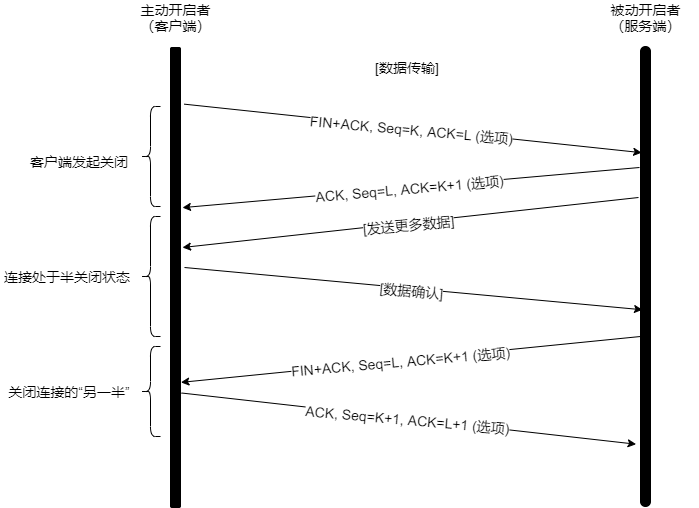 主动开启者
（客户端）
被动开启者
（服务端）
[数据传输]
FIN+ACK, Seq=K, ACK=L (选项)
客户端发起关闭
ACK, Seq=L, ACK=K+1 (选项)
[发送更多数据]
连接处于半关闭状态
[数据确认]
FIN+ACK, Seq=L, ACK=K+1 (选项)
关闭连接的“另一半”
ACK, Seq=K+1, ACK=L+1 (选项)